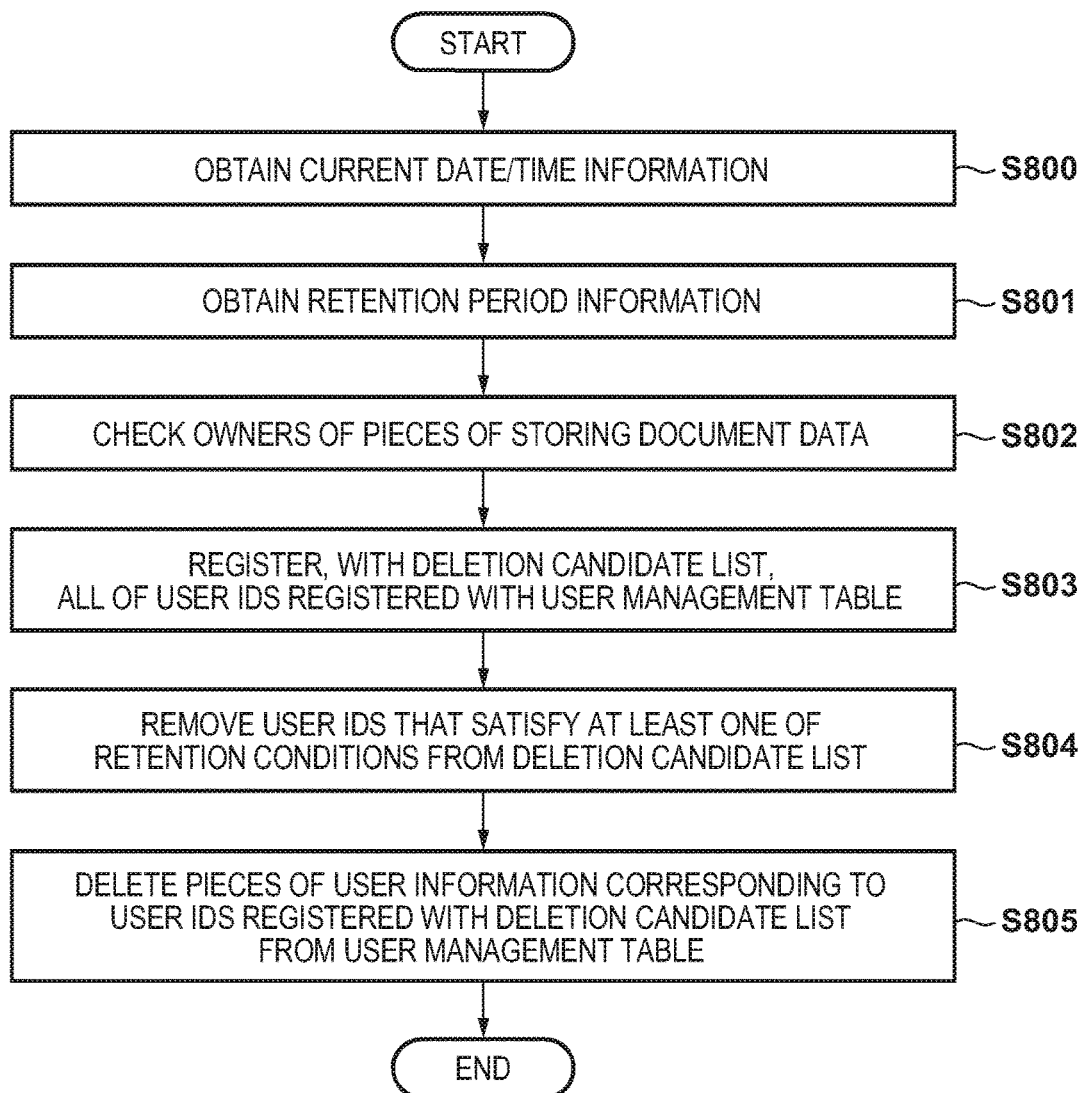 START
OBTAIN CURRENT DATE/TIME INFORMATION
S800
OBTAIN RETENTION PERIOD INFORMATION
S801
CHECK OWNERS OF PIECES OF STORING DOCUMENT DATA
S802
REGISTER, WITH DELETION CANDIDATE LIST,
ALL OF USER IDS REGISTERED WITH USER MANAGEMENT TABLE
S803
REMOVE USER IDS THAT SATISFY AT LEAST ONE OF
RETENTION CONDITIONS FROM DELETION CANDIDATE LIST
S804
DELETE PIECES OF USER INFORMATION CORRESPONDING TO
USER IDS REGISTERED WITH DELETION CANDIDATE LIST
FROM USER MANAGEMENT TABLE
S805
END